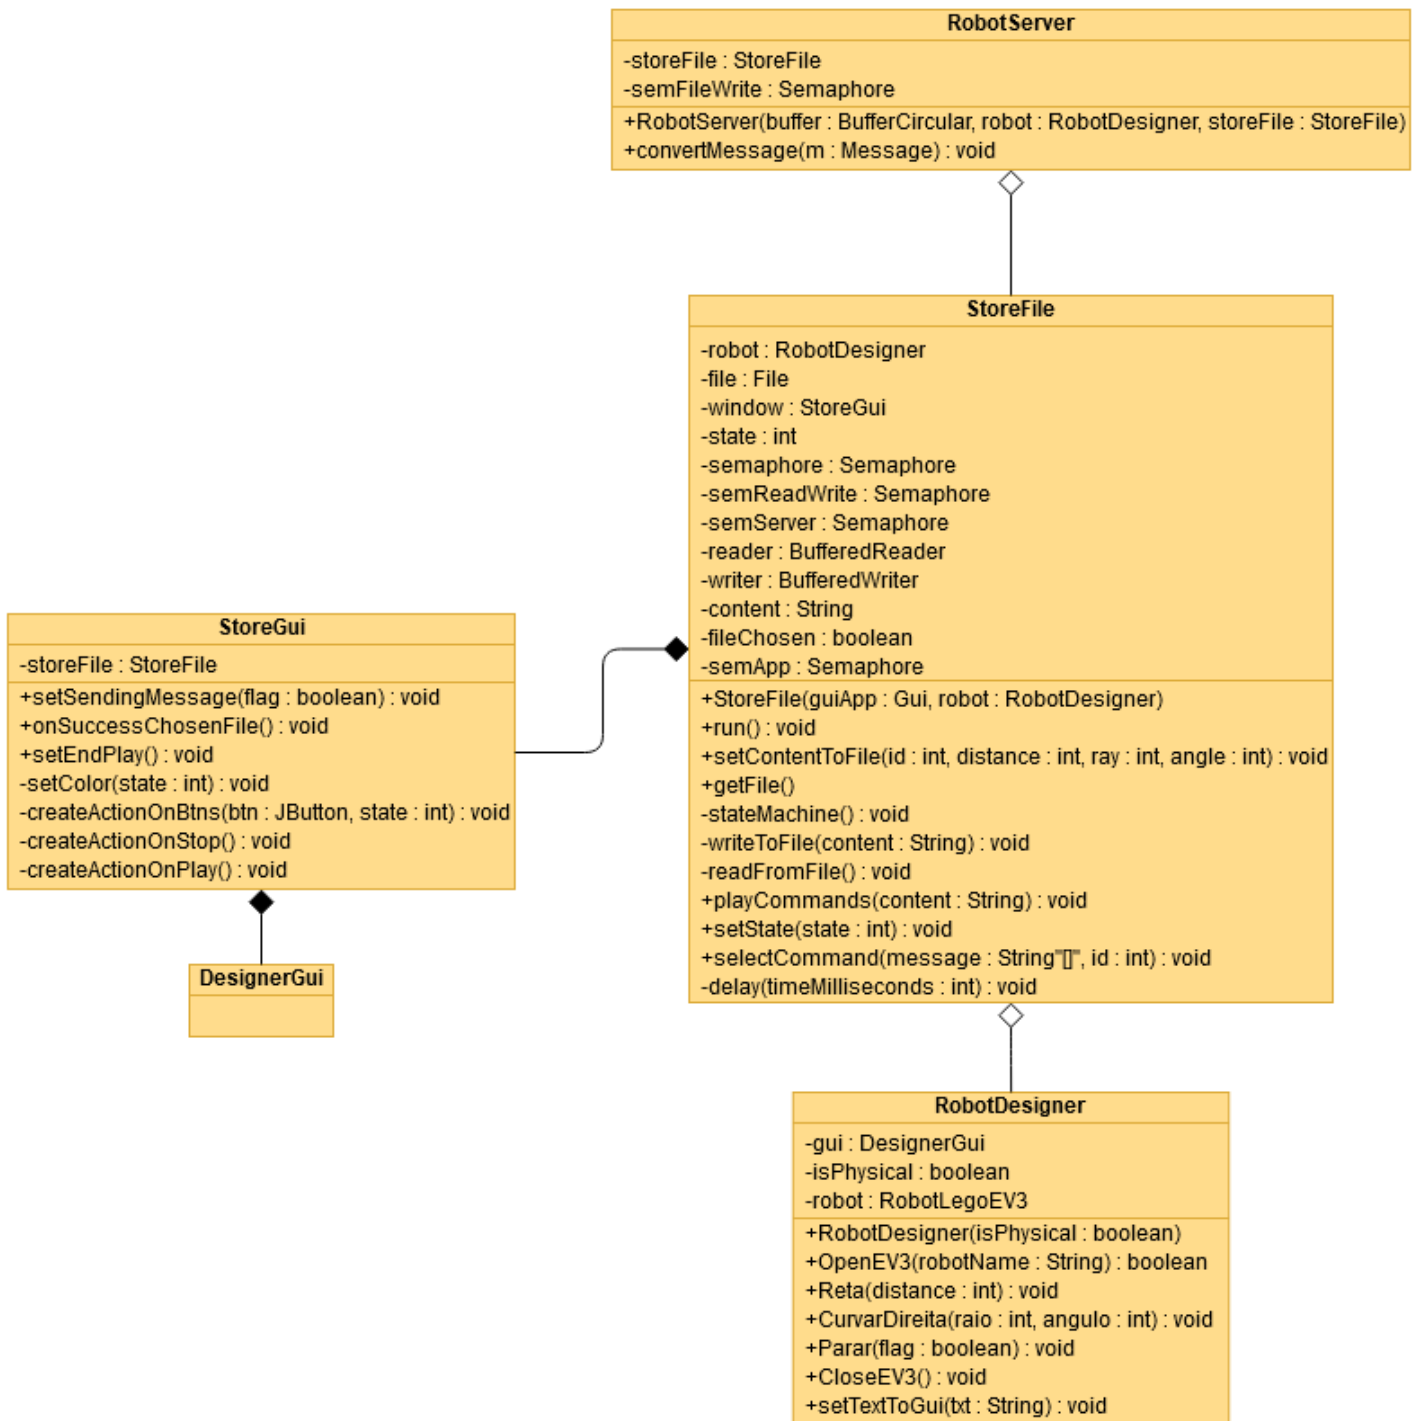 RobotServer
-storeFile : StoreFile
-semFileWrite : Semaphore
+RobotServer(buffer : BufferCircular, robot : RobotDesigner, storeFile : StoreFile)
+convertMessage(m : Message) : void
StoreFile
-robot : RobotDesigner
-file : File
-window : StoreGui
-state : int
-semaphore : Semaphore
-semReadWrite : Semaphore
-semServer : Semaphore
-reader : BufferedReader
-writer : BufferedWriter
-content : String
-fileChosen : boolean
-semApp : Semaphore
+StoreFile(guiApp : Gui, robot : RobotDesigner)
+run() : void
+setContentToFile(id : int, distance : int, ray : int, angle : int) : void
+getFile()
-stateMachine() : void
-writeToFile(content : String) : void
-readFromFile() : void
+playCommands(content : String) : void
+setState(state : int) : void
+selectCommand(message : String"[]", id : int) : void
-delay(timeMilliseconds : int) : void
StoreGui
-storeFile : StoreFile
+setSendingMessage(flag : boolean) : void
+onSuccessChosenFile() : void
+setEndPlay() : void
-setColor(state : int) : void
-createActionOnBtns(btn : JButton, state : int) : void
-createActionOnStop() : void
-createActionOnPlay() : void
DesignerGui
RobotDesigner
-gui : DesignerGui
-isPhysical : boolean
-robot : RobotLegoEV3
+RobotDesigner(isPhysical : boolean)
+OpenEV3(robotName : String) : boolean
+Reta(distance : int) : void
+CurvarDireita(raio : int, angulo : int) : void
+Parar(flag : boolean) : void
+CloseEV3() : void
+setTextToGui(txt : String) : void